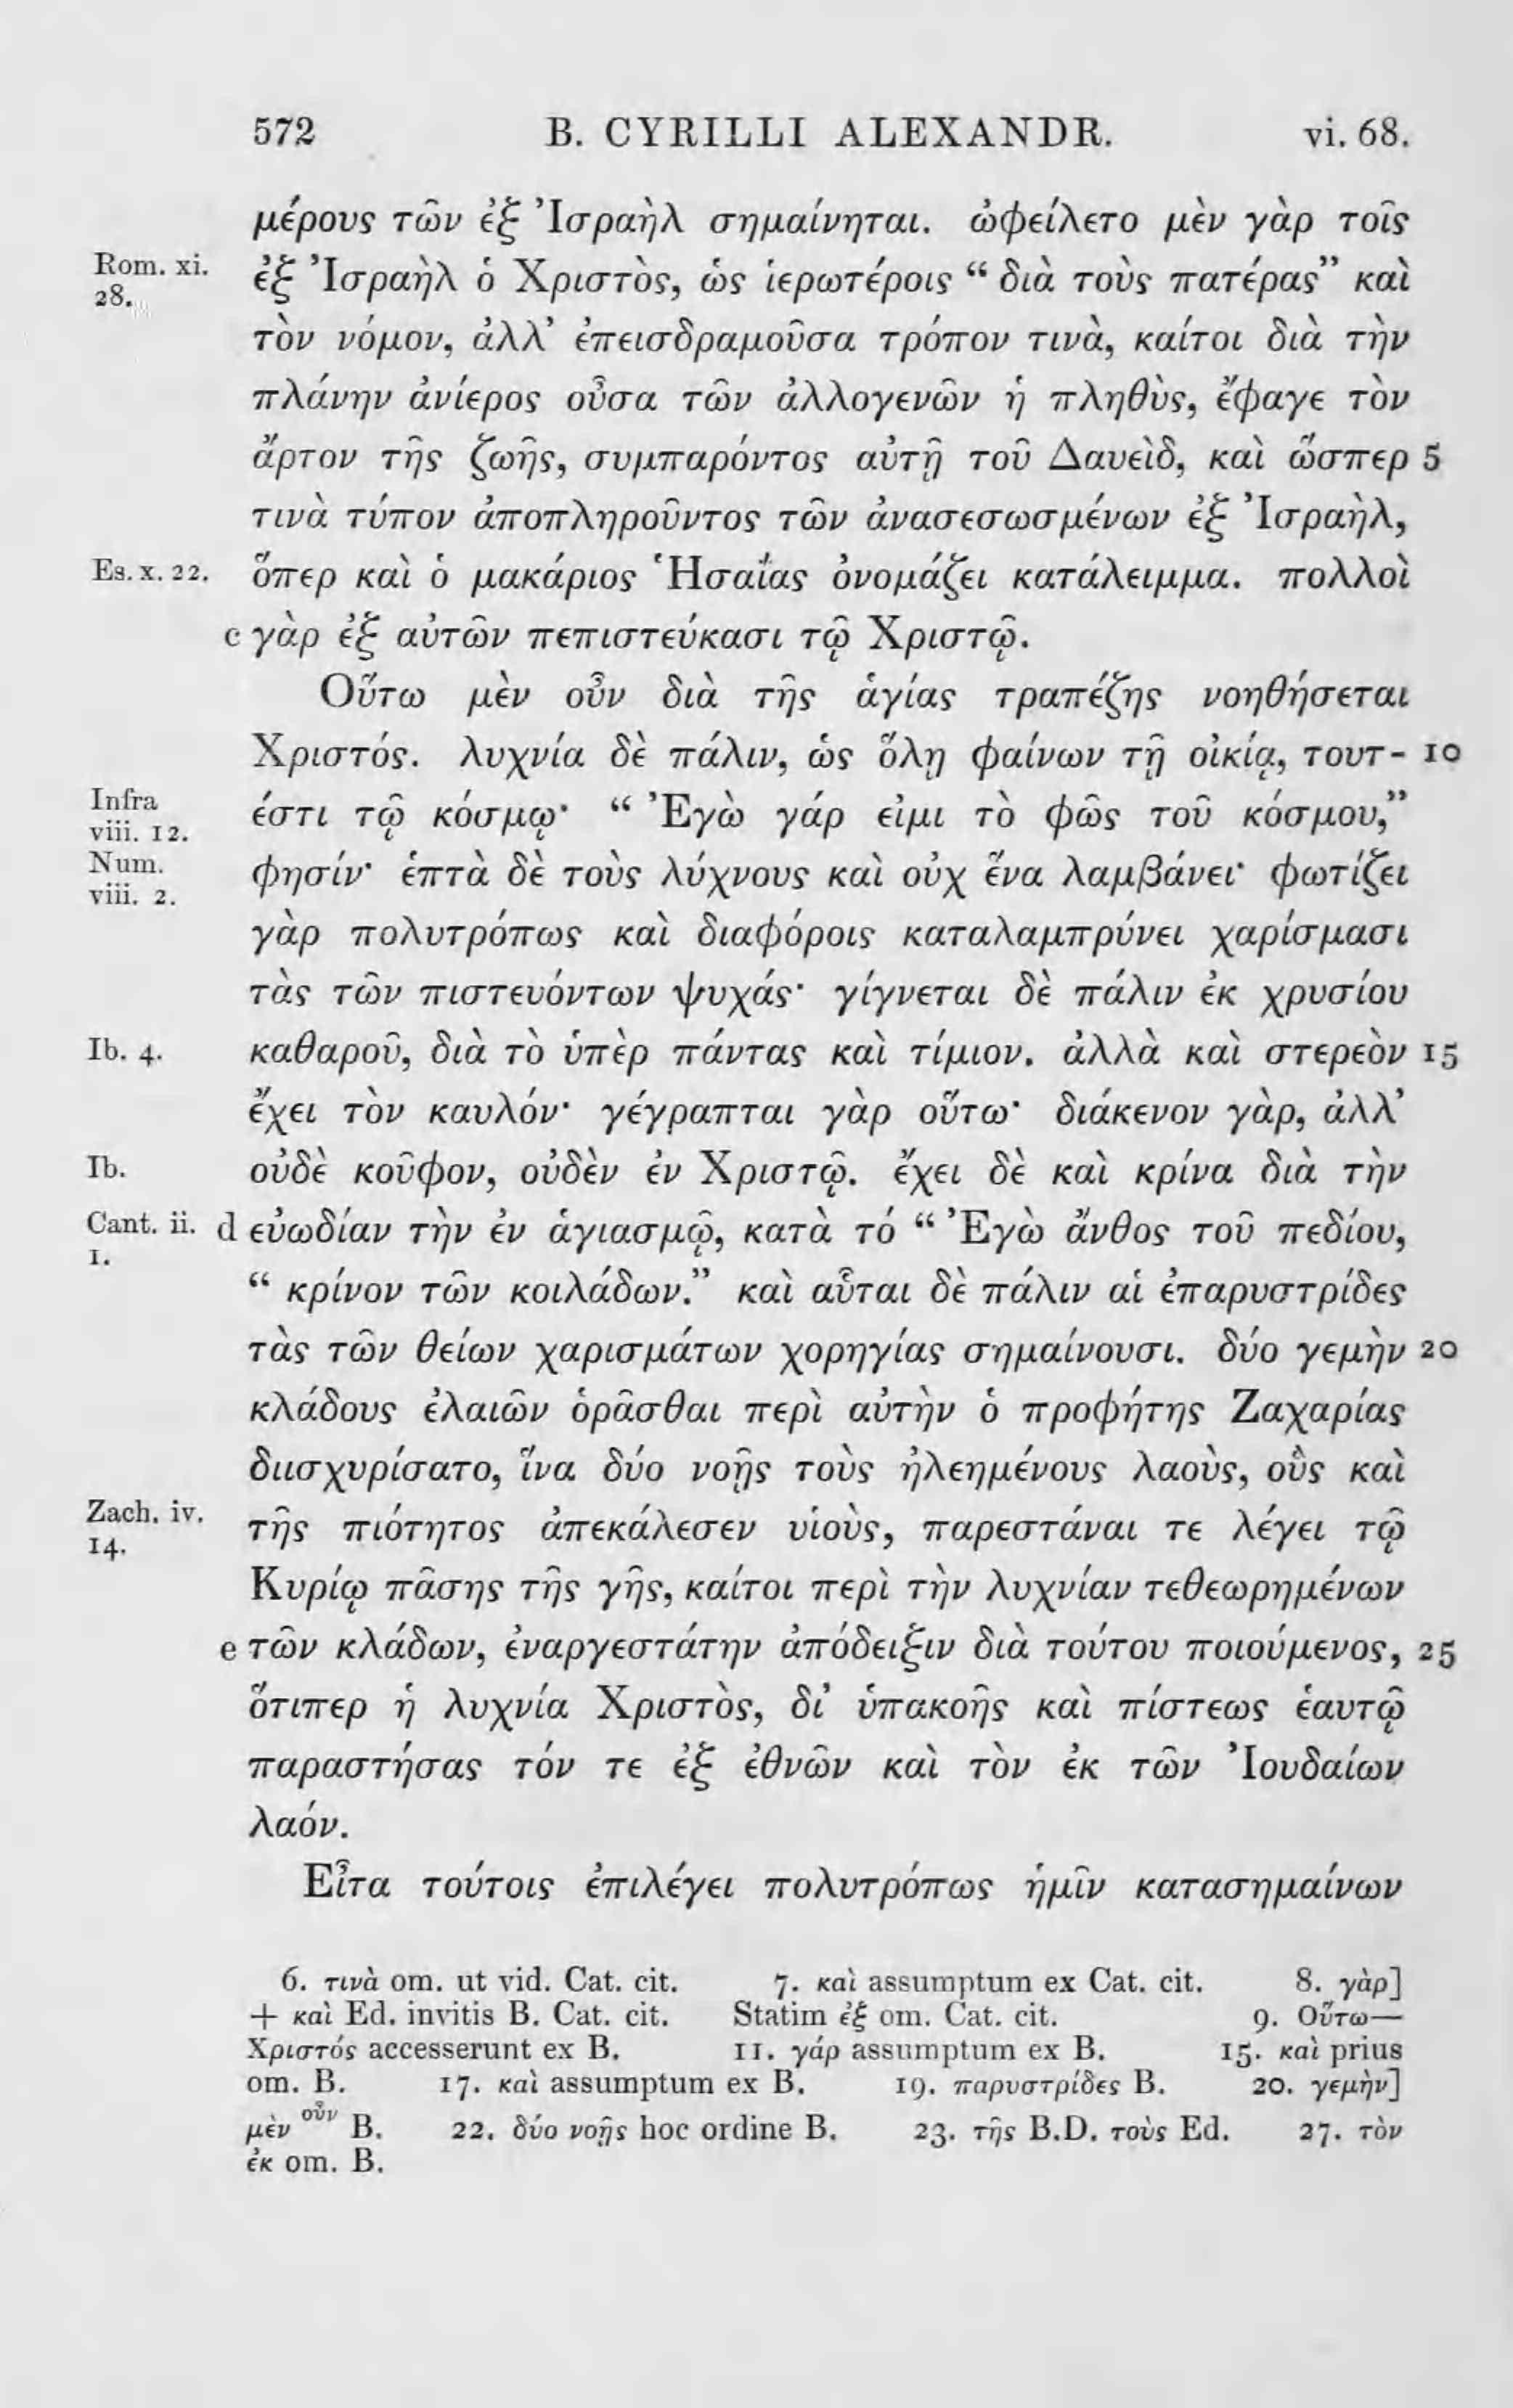 572 B. CYRILLI ALEXANDR. vi. 68.
μέρους τῶν ἐξ Ἰσραὴλ σημαίνηται. ὠφείλετο μὲν γὰρ τοῖς
Rom. xi. 28. ἐξ Ἰσραὴλ ὁ Χριστὸς, ὡς ἱερωτέροις “ διὰ τοὺς πατέρας” καὶ
τὸν νόμον, ἀλλ’ ἐπεισδραμοῦσα τρόπον τινὰ, καίτοι διὰ τὴν
πλάνην ἀνίερος οὖσα τῶν ἀλλογενῶν ἡ πληθὺς, ἔφαγε τὸν
ἄρτον τῆς ζωῆς, συμπαρόντος αὐτῇ τοῦ Δαυεὶδ, καὶ ὥσπερ 5
τινὰ τύπον ἀποπληροῦντος τῶν ἀνασεσωσμένων ἐξ Ἰσραὴλ,
Es. x. 22. ὅπερ καὶ ὁ μακάριος Ἡσαΐας ὀνομάζει κατάλειμμα. πολλοὶ
c γὰρ ἐξ αὐτῶν πεπιστεύκασι τῷ Χριστῷ.
Οὕτω μὲν οὖν διὰ τῆς ἁγίας τραπέζης νοηθήσεται
Χριστός. λυχνία δὲ πάλιν, ὡς ὅλῃ φαίνων τῇ οἰκίᾳ, τουτ- 10
Infra viii. 12. έστι τῷ κόσμῳ· “ Ἐγὼ γάρ εἰμι τὸ φῶς τοῦ κόσμου,”
Num. viii. 2. φησίν· ἑπτὰ δὲ τοὺς λύχνους καὶ οὐχ ἕνα λαμβάνει· φωτίζει
γὰρ πολυτρόπως καὶ διαφόροις καταλαμπρύνει χαρίσμασι
τὰς τῶν πιστευόντων ψυχάς· γίγνεται δὲ πάλιν ἐκ χρυσίου
Ib. 4. καθαροῦ, διὰ τὸ ὑπὲρ πάντας καὶ τίμιον. ἀλλὰ καὶ στερεὸν 15
ἔχει τὸν καυλόν· γέγραπται γὰρ οὕτω· διάκενον γὰρ, ἀλλ’
Ib. οὐδὲ κοῦφον, οὐδὲν ἐν Χριστῷ. ἔχει δὲ καὶ κρίνα διὰ τὴν
Cant. ii. 1. d εὐωδίαν τὴν ἐν ἁγιασμῷ, κατὰ τό “ Ἐγὼ ἄνθος τοῦ πεδίου,
“ κρίνον τῶν κοιλάδων.” καὶ αὗται δὲ πάλιν αἱ ἐπαρυστρίδες
τὰς τῶν θείων χαρισμάτων χορηγίας σημαίνουσι. δύο γεμὴν 20
κλάδους ἐλαιῶν ὁρᾶσθαι περὶ αὐτὴν ὁ προφήτης Ζαχαρίας
διισχυρίσατο, ἵνα δύο νοῇς τοὺς ἠλεημένους λαοὺς, οὓς καὶ
Zach. iv. 14. τῆς πιότητος ἀπεκάλεσεν υἱοὺς, παρεστάναι τε λέγει τῷ
Κυρίῳ πᾶσης τῆς γῆς, καίτοι περὶ τὴν λυχνίαν τεθεωρημένων
e τῶν κλάδων, ἐναργεστάτην ἀπόδειξιν διὰ τούτου ποιούμενος, 25
ὅτιπερ ἡ λυχνία Χριστὸς, δι’ ὑπακοῆς καὶ πίστεως ἑαυτῷ
παραστήσας τόν τε ἐξ ἐθνῶν καὶ τὸν ἐκ τῶν Ἰουδαίων
λαόν.
Εἶτα τούτοις ἐπιλέγει πολυτρόπως ἡμῖν κατασημαίνων
6. τινὰ om. ut vid. Cat. cit. 7. καὶ assumptum ex Cat. cit. 8. γὰρ]
+ καὶ Ed. invitis B. Cat. cit. Statim ἐξ om. Cat. cit. 9. Οὕτω—
Χριστός accesserunt ex B. 11. γάρ assumptum ex B. 15. καὶ prius
om. B. 17. καὶ assumptum ex B. 19. παρυστρίδες B. 20. γεμὴν]
μὲν οὖν B. 22. δύο νοῇς hoc ordine B. 23. τῆς B.D. τοὺς Ed. 27. τὸν
ἐκ om. B.